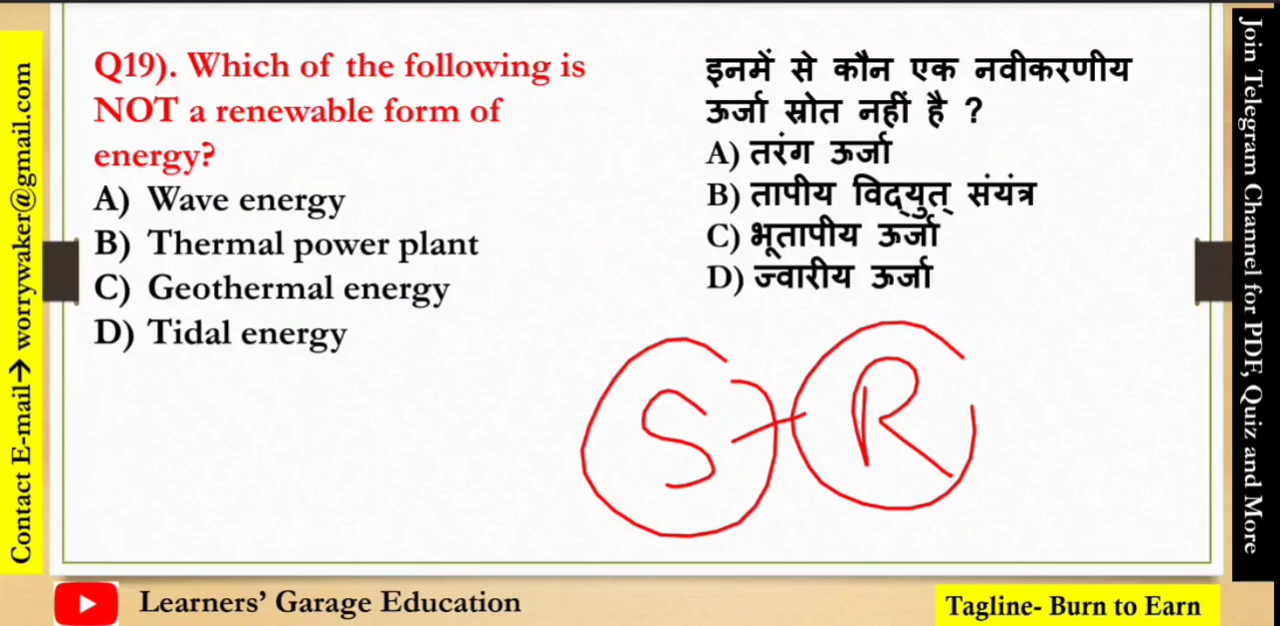 Contact E-mail→ worrywaker@gmail.com
Q19). Which of the following is
NOT a renewable form of
energy?
A) Wave energy
B) Thermal power plant
C) Geothermal energy
D) Tidal energy
इनमें से कौन एक नवीकरणीय
ऊर्जा स्रोत नहीं है ?
A) तरंग ऊर्जा
B) तापीय विद्युत् संयंत्र
C) भूतापीय ऊर्जा
D) ज्वारीय ऊर्जा
S
R
Join Telegram Channel for PDF, Quiz and More
Learners’ Garage Education
Tagline- Burn to Earn